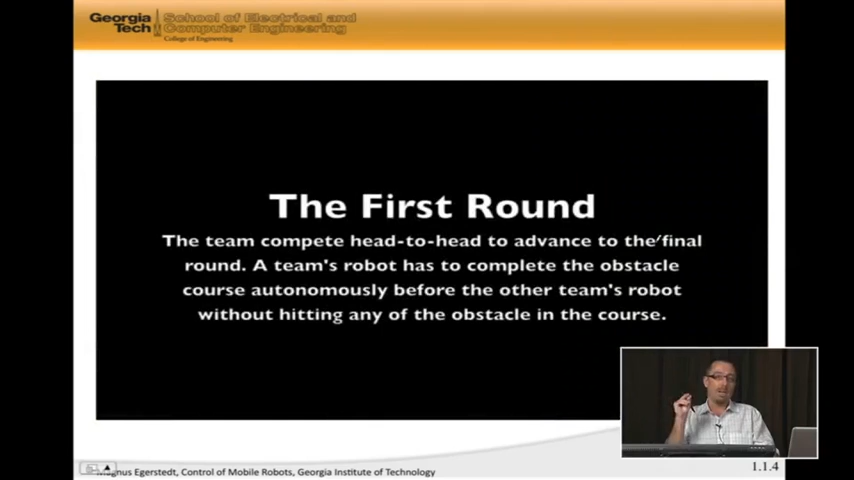 Georgia Tech
School of Electrical and Computer Engineering
College of Engineering
The First Round
The team compete head-to-head to advance to the final
round. A team's robot has to complete the obstacle
course autonomously before the other team's robot
without hitting any of the obstacle in the course.
Magnus Egerstedt, Control of Mobile Robots, Georgia Institute of Technology
1.1.4